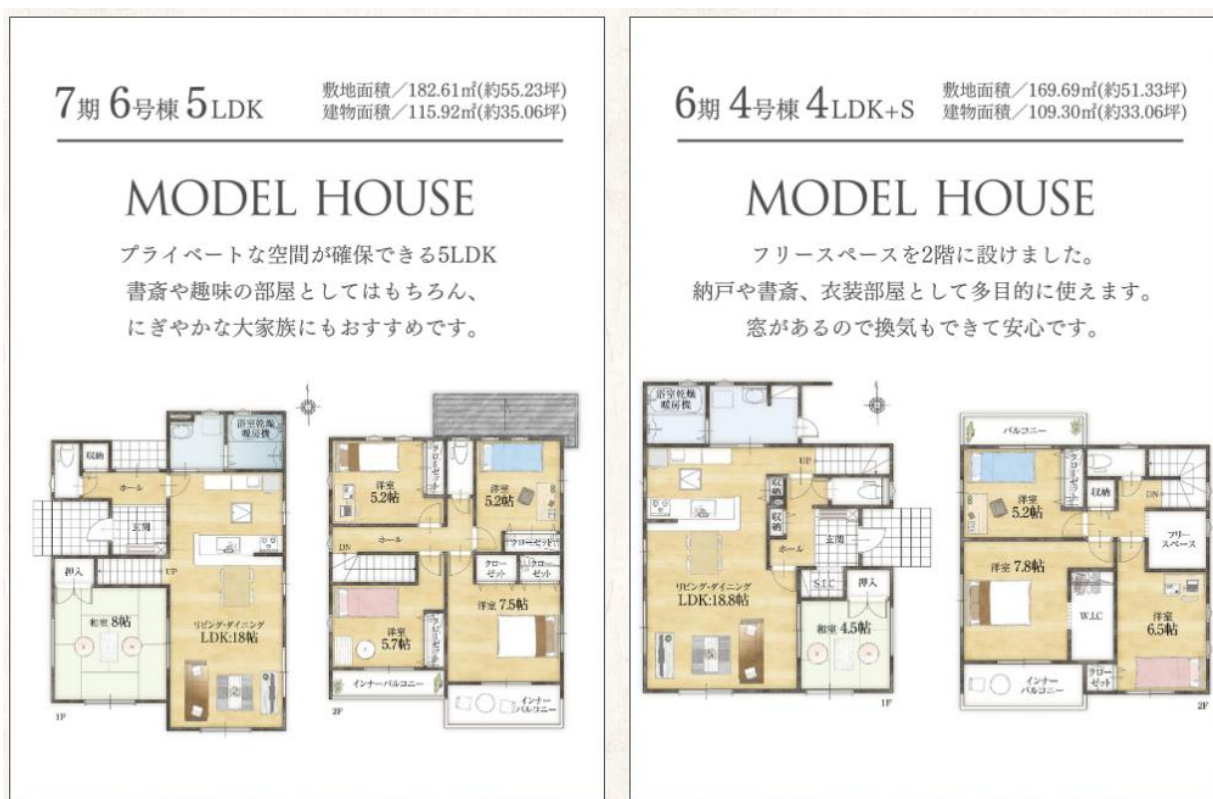 7期 6号棟 5LDK
敷地面積／182.61㎡(約55.23坪)
建物面積／115.92㎡(約35.06坪)
MODEL HOUSE
プライベートな空間が確保できる5LDK
書斎や趣味の部屋としてはもちろん、
にぎやかな大家族にもおすすめです。
浴室乾燥
暖房機
収納
ホール
玄関
押入
UP
和室 8帖
リビング・ダイニング
LDK:18帖
1F
洋室
5.2帖
クローゼット
洋室
5.2帖
クローゼット
DN
ホール
クロー
ゼット
クロー
ゼット
洋室
5.7帖
クローゼット
洋室 7.5帖
インナーバルコニー
インナー
バルコニー
2F
6期 4号棟 4LDK+S
敷地面積／169.69㎡(約51.33坪)
建物面積／109.30㎡(約33.06坪)
MODEL HOUSE
フリースペースを2階に設けました。
納戸や書斎、衣装部屋として多目的に使えます。
窓があるので換気もできて安心です。
浴室乾燥
暖房機
UP
収納
収納
ホール
玄関
S.I.C
押入
リビング・ダイニング
LDK:18.8帖
和室 4.5帖
1F
バルコニー
洋室
5.2帖
クローゼット
収納
DN
フリー
スペース
洋室 7.8帖
W.I.C
洋室
6.5帖
クロー
ゼット
インナー
バルコニー
2F